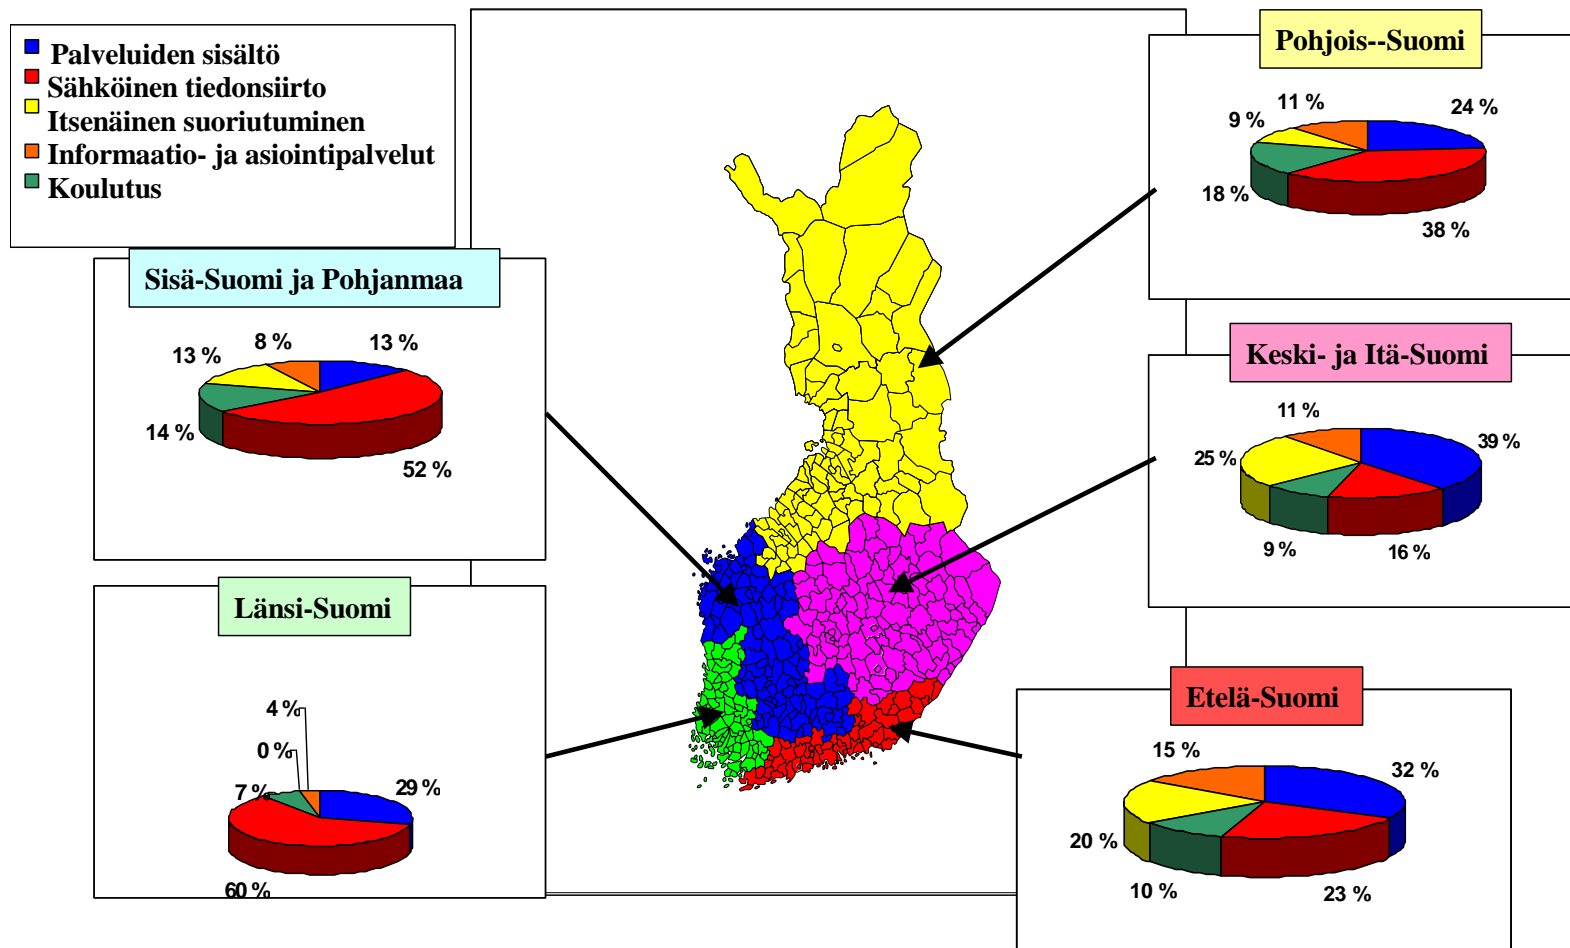 Palveluiden sisältö
Sähköinen tiedonsiirto
Itsenäinen suoriutuminen
Informaatio- ja asiointipalvelut
Koulutus
Pohjois--Suomi
11 %
24 %
9 %
18 %
38 %
Sisä-Suomi ja Pohjanmaa
8 %
13 %
13 %
14 %
52 %
Keski- ja Itä-Suomi
11 %
39 %
25 %
9 %
16 %
Länsi-Suomi
4 %
0 %
7 %
29 %
60 %
Etelä-Suomi
15 %
32 %
20 %
10 %
23 %